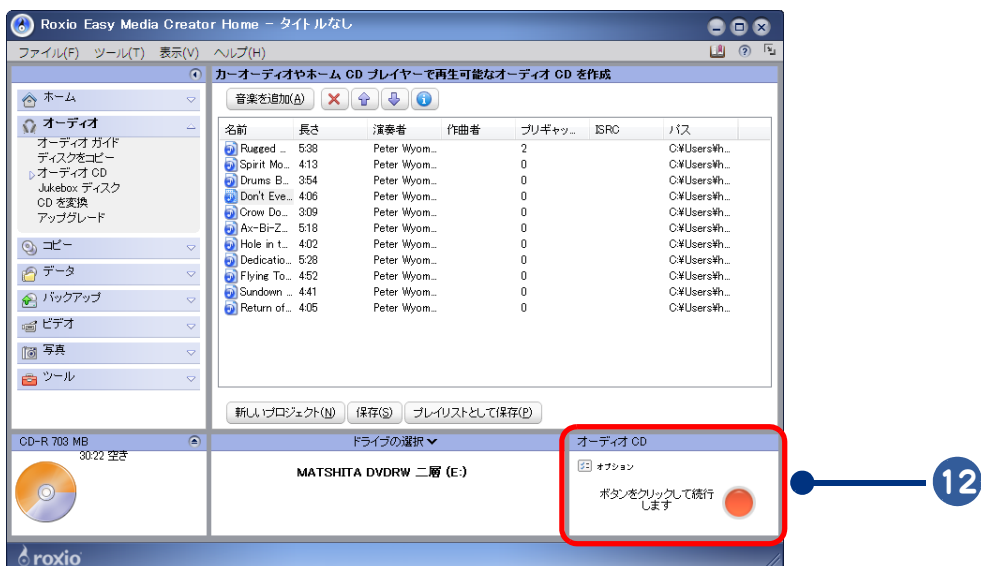 Roxio Easy Media Creator Home - タイトルなし
ファイル(F) ツール(T) 表示(V) ヘルプ(H)
カーオーディオやホーム CD プレイヤーで再生可能なオーディオ CD を作成
ホーム
オーディオ
オーディオ ガイド
ディスクをコピー
オーディオ CD
Jukebox ディスク
CD を変換
アップグレード
コピー
データ
バックアップ
ビデオ
写真
ツール
音楽を追加(A)
名前 長さ 演奏者 作曲者 プリギャッ... ISRC パス
Rugged ... 5:38 Peter Wyom... 2 C:¥Users¥h...
Spirit Mo... 4:13 Peter Wyom... 0 C:¥Users¥h...
Drums B... 3:54 Peter Wyom... 0 C:¥Users¥h...
Don't Eve... 4:06 Peter Wyom... 0 C:¥Users¥h...
Crow Do... 3:09 Peter Wyom... 0 C:¥Users¥h...
Ax-Bi-Z... 5:18 Peter Wyom... 0 C:¥Users¥h...
Hole in t... 4:02 Peter Wyom... 0 C:¥Users¥h...
Dedicatio... 5:28 Peter Wyom... 0 C:¥Users¥h...
Flying To... 4:52 Peter Wyom... 0 C:¥Users¥h...
Sundown ... 4:41 Peter Wyom... 0 C:¥Users¥h...
Return of... 4:05 Peter Wyom... 0 C:¥Users¥h...
新しいプロジェクト(N) 保存(S) プレイリストとして保存(P)
CD-R 703 MB
30:22 空き
ドライブの選択
MATSHITA DVDRW 二層 (E:)
オーディオ CD
オプション
ボタンをクリックして続行
します
12
roxio